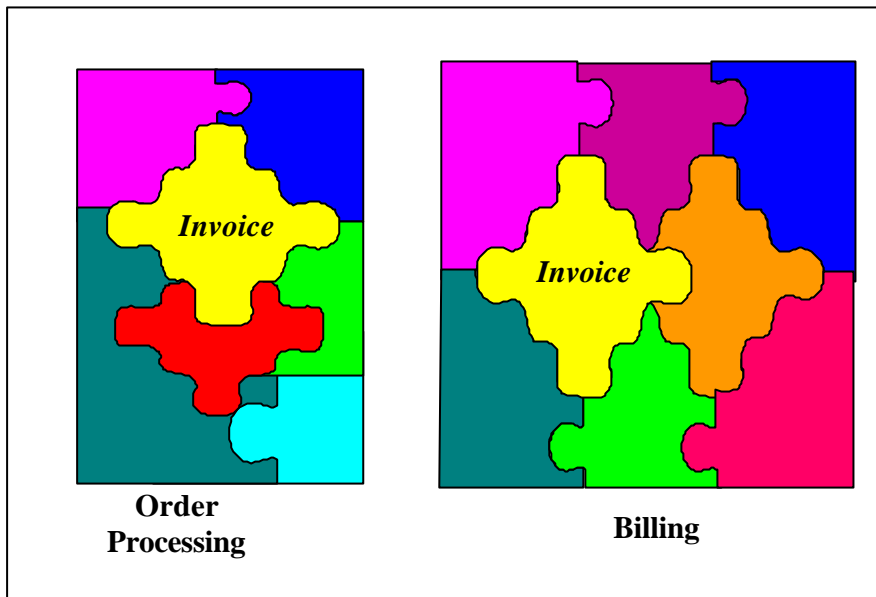 Invoice
Invoice
Order
Processing
Billing